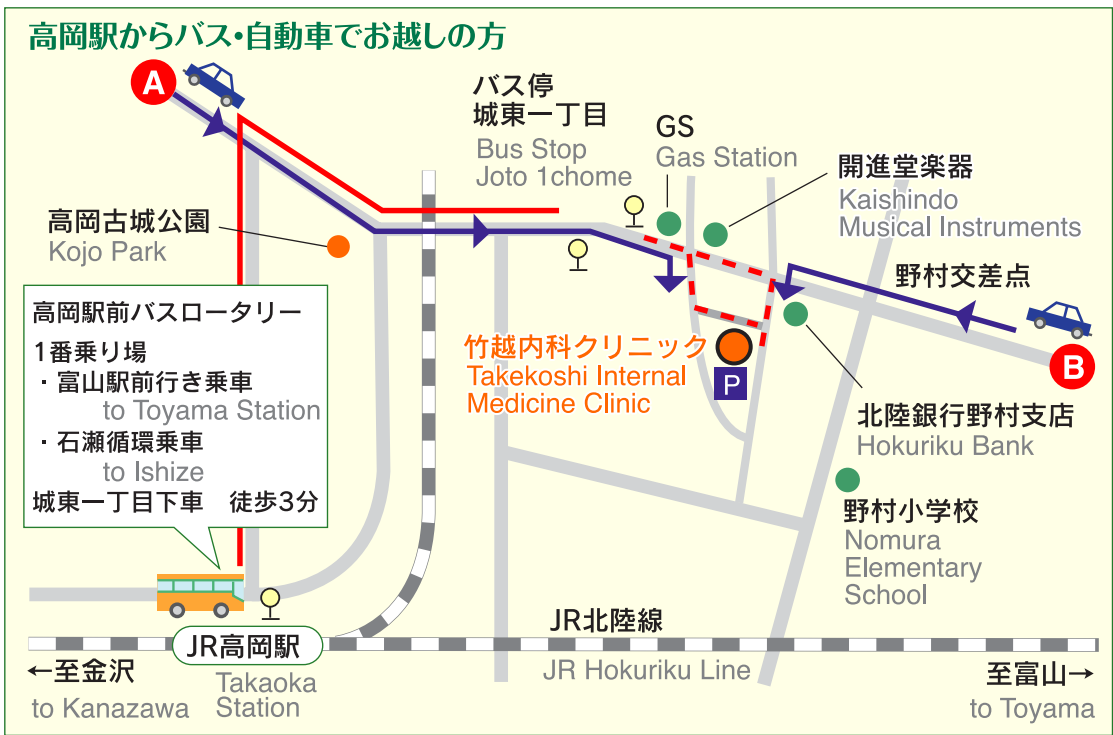 高岡駅からバス・自動車でお越しの方
A
バス停
城東一丁目
Bus Stop
Joto 1chome
GS
Gas Station
開進堂楽器
Kaishindo
Musical Instruments
高岡古城公園
Kojo Park
野村交差点
B
高岡駅前バスロータリー
1番乗り場
・富山駅前行き乗車
to Toyama Station
・石瀬循環乗車
to Ishize
城東一丁目下車　徒歩3分
竹越内科クリニック
Takekoshi Internal
Medicine Clinic
P
北陸銀行野村支店
Hokuriku Bank
野村小学校
Nomura
Elementary
School
JR高岡駅
Takaoka
Station
JR北陸線
JR Hokuriku Line
←至金沢
to Kanazawa
至富山→
to Toyama